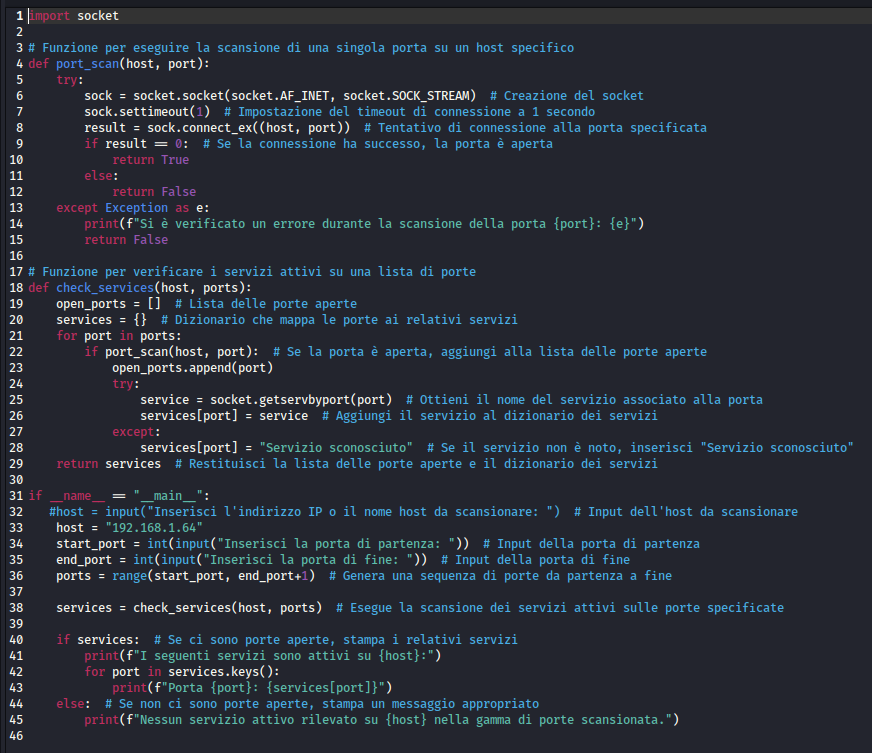 1 import socket
2
3 # Funzione per eseguire la scansione di una singola porta su un host specifico
4 def port_scan(host, port):
5     try:
6         sock = socket.socket(socket.AF_INET, socket.SOCK_STREAM)  # Creazione del socket
7         sock.settimeout(1)  # Impostazione del timeout di connessione a 1 secondo
8         result = sock.connect_ex((host, port))  # Tentativo di connessione alla porta specificata
9         if result == 0:  # Se la connessione ha successo, la porta è aperta
10             return True
11         else:
12             return False
13     except Exception as e:
14         print(f"Si è verificato un errore durante la scansione della porta {port}: {e}")
15         return False
16
17 # Funzione per verificare i servizi attivi su una lista di porte
18 def check_services(host, ports):
19     open_ports = []  # Lista delle porte aperte
20     services = {}  # Dizionario che mappa le porte ai relativi servizi
21     for port in ports:
22         if port_scan(host, port):  # Se la porta è aperta, aggiungi alla lista delle porte aperte
23             open_ports.append(port)
24             try:
25                 service = socket.getservbyport(port)  # Ottieni il nome del servizio associato alla porta
26                 services[port] = service  # Aggiungi il servizio al dizionario dei servizi
27             except:
28                 services[port] = "Servizio sconosciuto"  # Se il servizio non è noto, inserisci "Servizio sconosciuto"
29     return services  # Restituisci la lista delle porte aperte e il dizionario dei servizi
30
31 if __name__ == "__main__":
32    #host = input("Inserisci l'indirizzo IP o il nome host da scansionare: ")  # Input dell'host da scansionare
33     host = "192.168.1.64"
34     start_port = int(input("Inserisci la porta di partenza: "))  # Input della porta di partenza
35     end_port = int(input("Inserisci la porta di fine: "))  # Input della porta di fine
36     ports = range(start_port, end_port+1)  # Genera una sequenza di porte da partenza a fine
37
38     services = check_services(host, ports)  # Esegue la scansione dei servizi attivi sulle porte specificate
39
40     if services:  # Se ci sono porte aperte, stampa i relativi servizi
41         print(f"I seguenti servizi sono attivi su {host}:")
42         for port in services.keys():
43             print(f"Porta {port}: {services[port]}")
44     else:  # Se non ci sono porte aperte, stampa un messaggio appropriato
45         print(f"Nessun servizio attivo rilevato su {host} nella gamma di porte scansionata.")
46